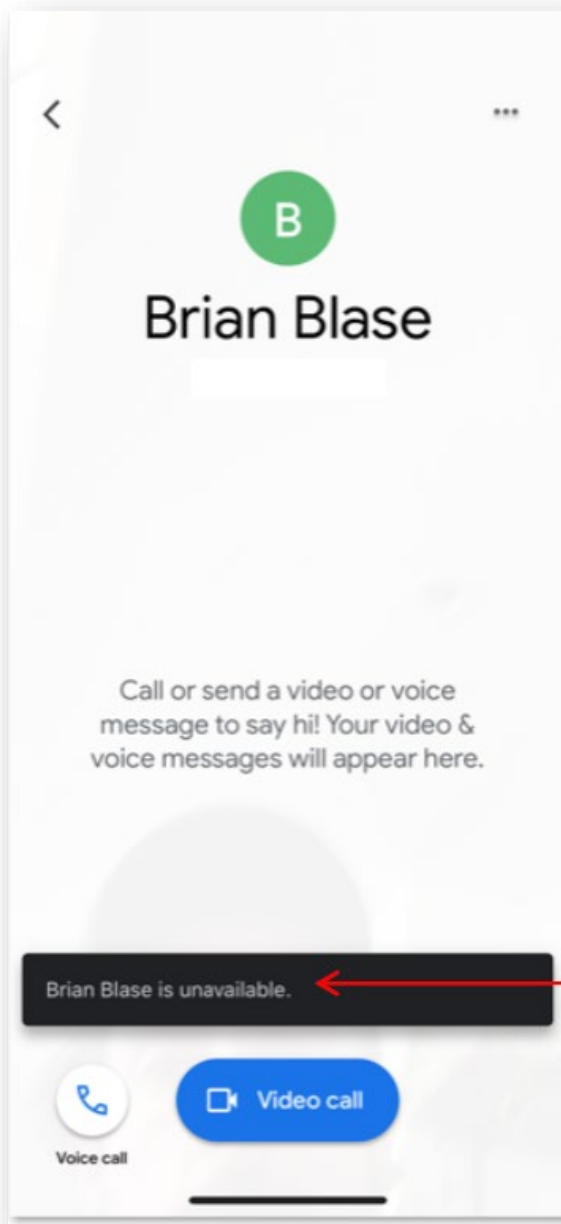 B
Brian Blase
Call or send a video or voice
message to say hi! Your video &
voice messages will appear here.
Brian Blase is unavailable.
Video call
Voice call